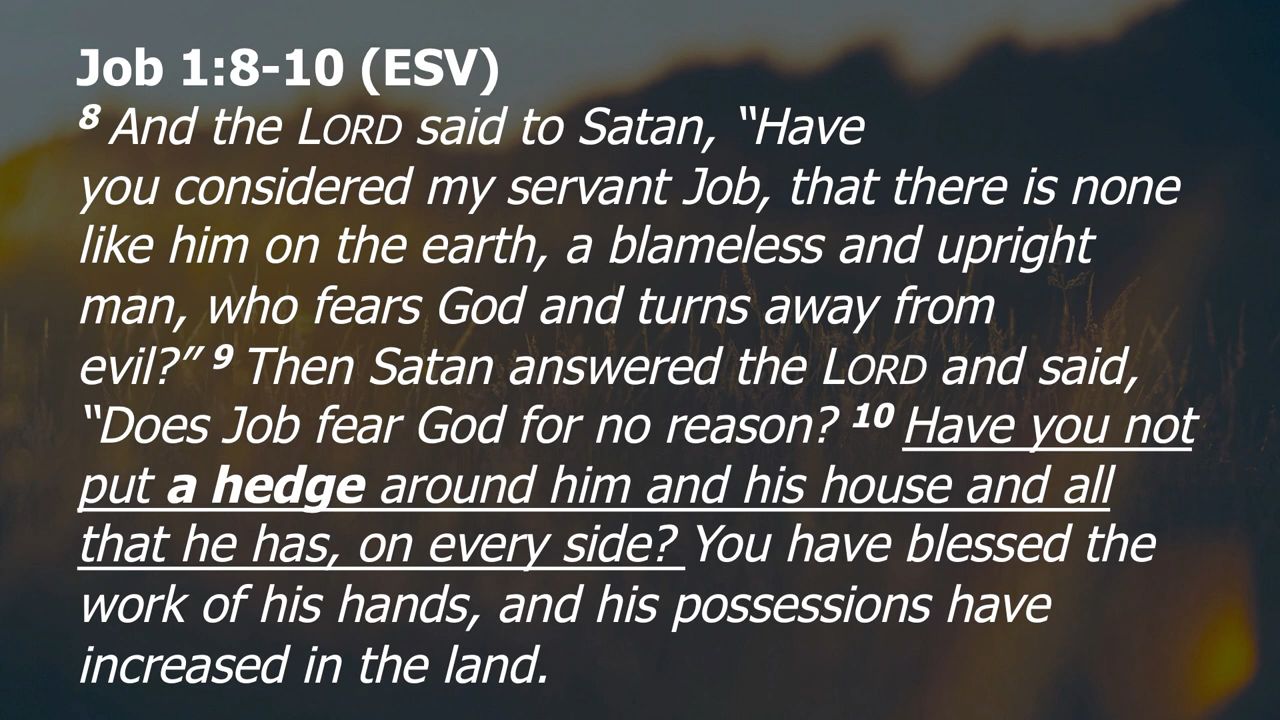 Job 1:8-10 (ESV)
8 And the LORD said to Satan, “Have
you considered my servant Job, that there is none
like him on the earth, a blameless and upright
man, who fears God and turns away from
evil?” 9 Then Satan answered the LORD and said,
“Does Job fear God for no reason? 10 Have you not
put a hedge around him and his house and all
that he has, on every side? You have blessed the
work of his hands, and his possessions have
increased in the land.